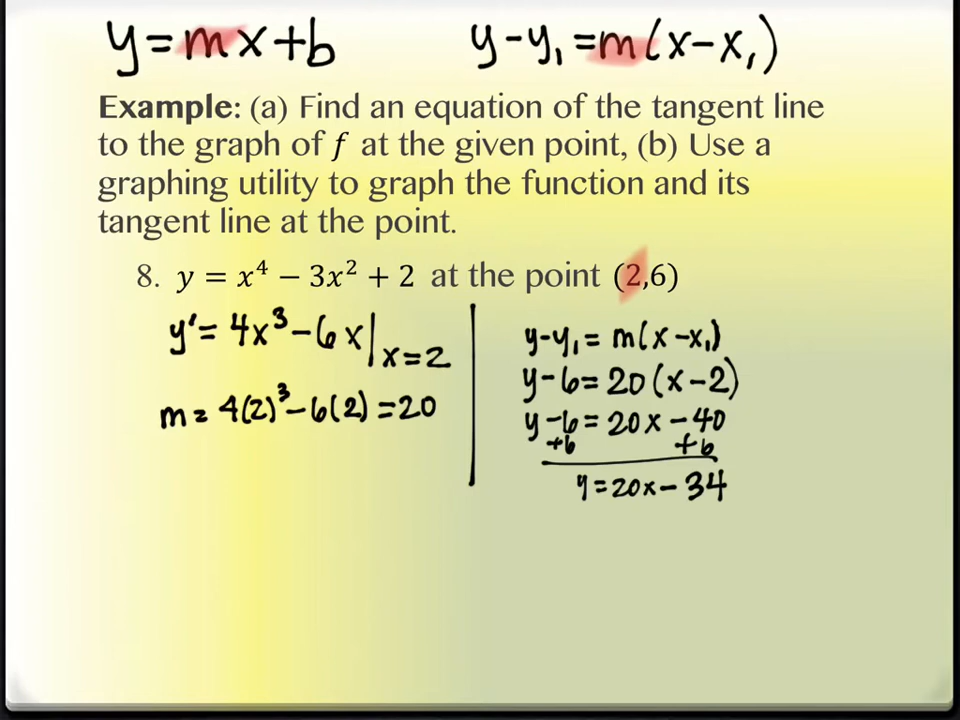 y=mx+b y-y₁=m(x-x₁)
Example: (a) Find an equation of the tangent line
to the graph of f at the given point, (b) Use a
graphing utility to graph the function and its
tangent line at the point.
8. y = x⁴ − 3x² + 2 at the point (2,6)
y'= 4x³-6x|x=2
m= 4(2)³-6(2)=20
y-y₁= m(x-x₁)
y-6=20(x-2)
y-6=20x-40
+6 +6
y=20x-34